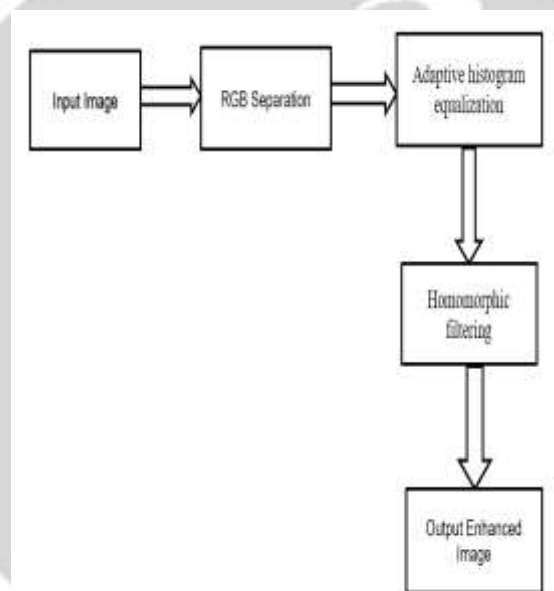 Input Image
RGB Separation
Adaptive histogram
equalization
Homomorphic
filtering
Output Enhanced
Image